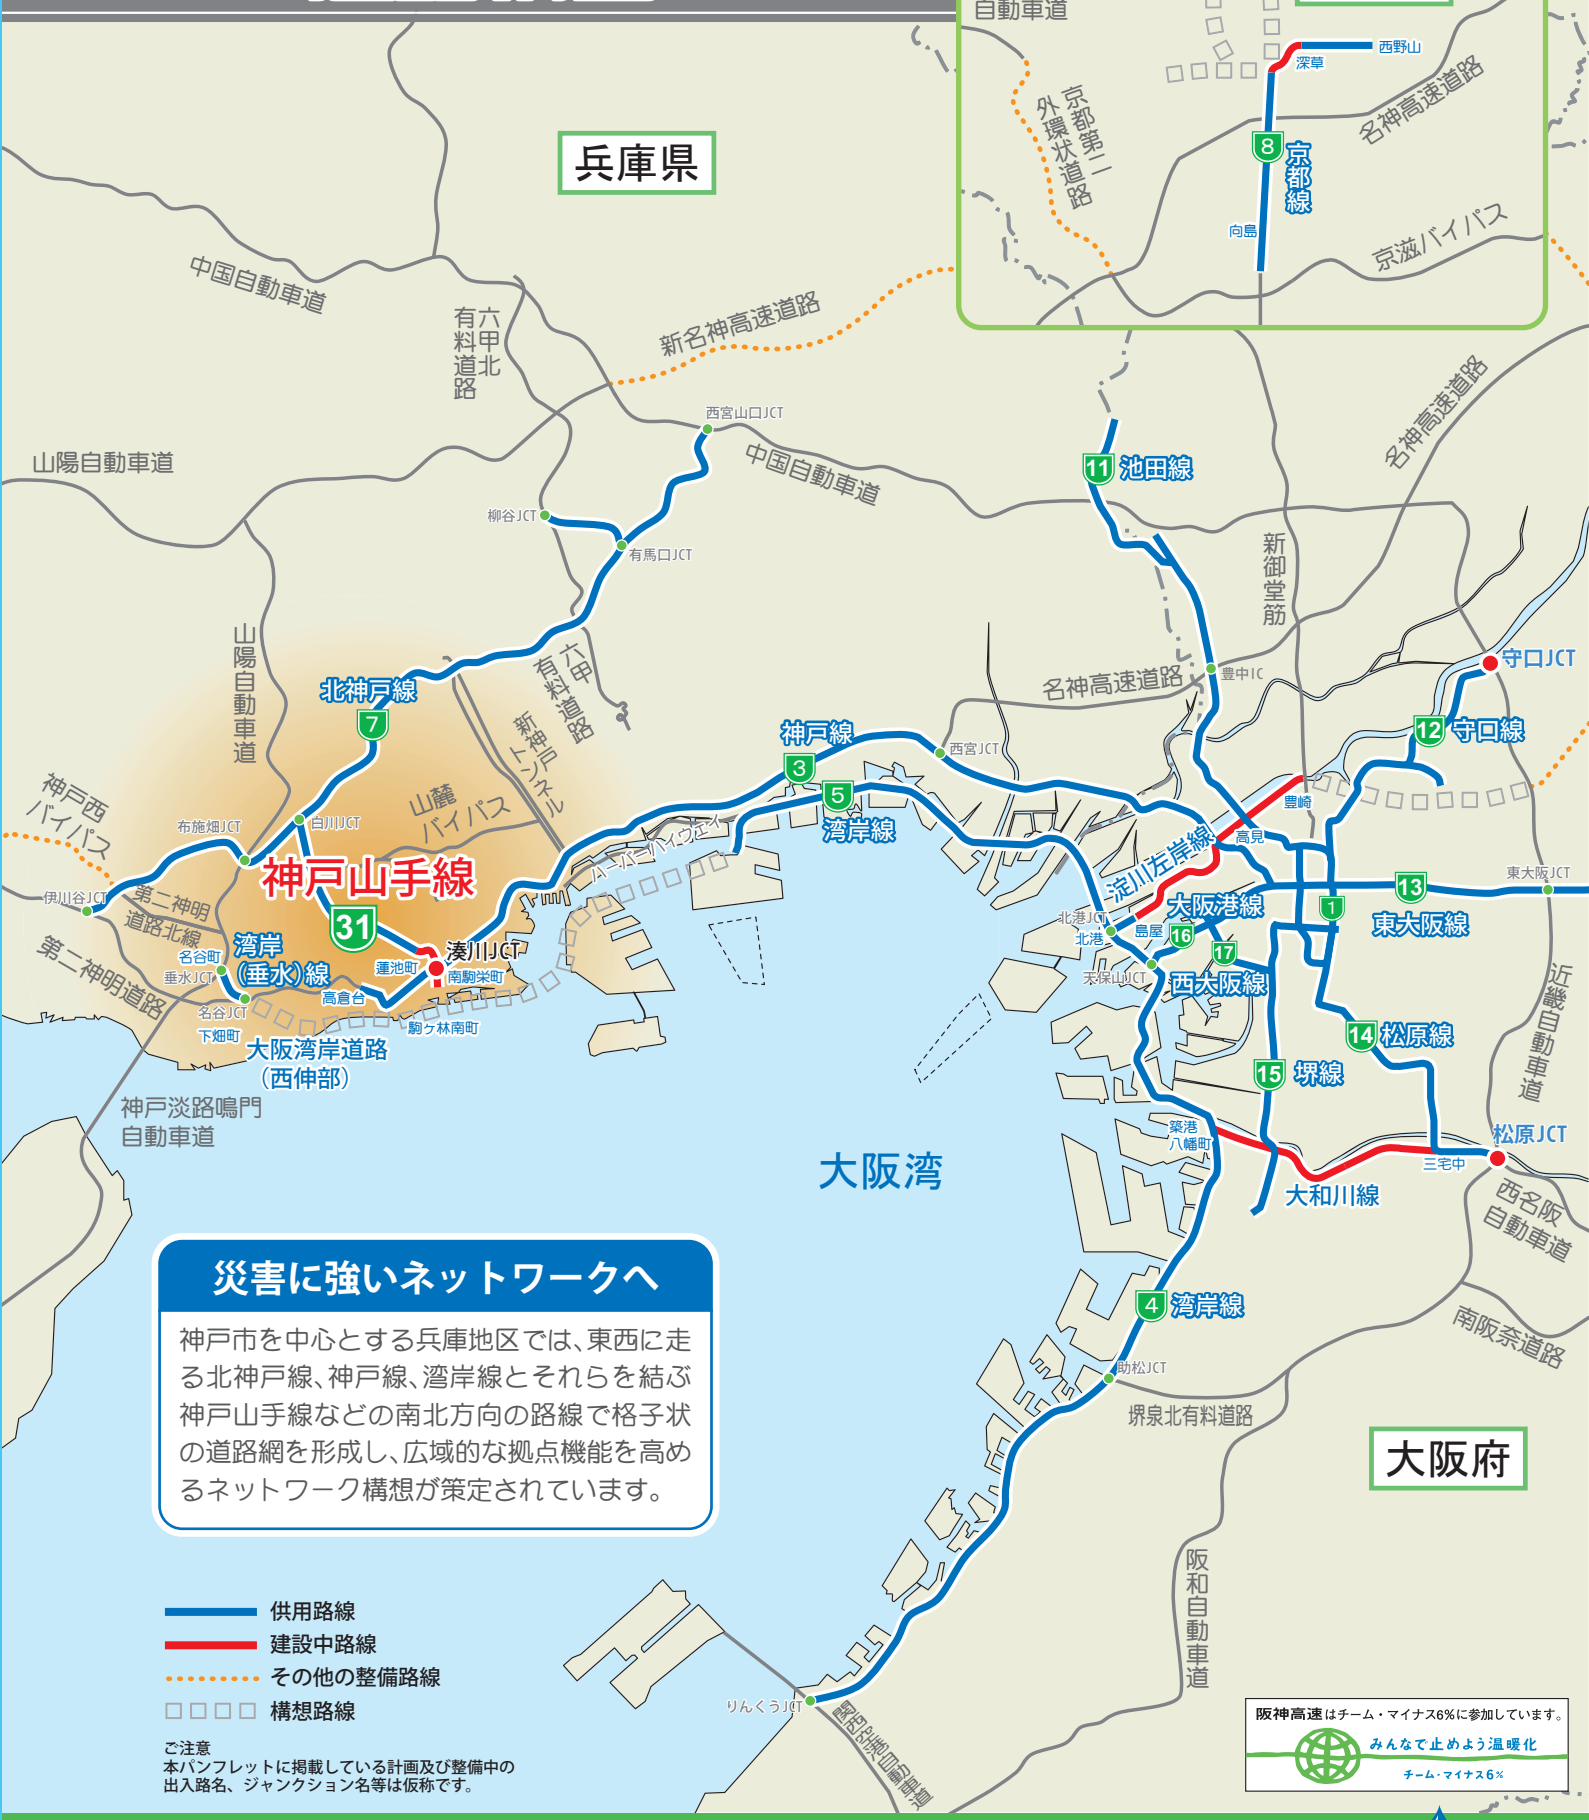 自動車道
西野山
深草
名神高速道路
京都第二
外環状道路
8
京都線
向島
京滋バイパス
兵庫県
中国自動車道
六甲北
有料道路
新名神高速道路
西宮山口JCT
中国自動車道
山陽自動車道
柳谷JCT
有馬口JCT
11
池田線
名神高速道路
新御堂筋
山陽自動車道
北神戸線
7
六甲
有料道路
新神戸
トンネル
名神高速道路
豊中IC
守口JCT
12
守口線
神戸線
3
西宮JCT
5
湾岸線
神戸西
バイパス
山麓
バイパス
布施畑JCT
白川JCT
ハーバーハイウェイ
豊崎
高見
淀川左岸線
神戸山手線
31
伊川谷JCT
第二神明
道路北線
第二神明道路
名谷町
垂水JCT
湾岸
(垂水)線
名谷JCT
下畑町
高倉台
蓮池町
湊川JCT
南駒栄町
駒ヶ林南町
大阪湾岸道路
(西伸部)
神戸淡路鳴門
自動車道
東大阪JCT
13
東大阪線
1
大阪港線
16
北港JCT
北港
島屋
17
西大阪線
天保山JCT
近畿自動車道
14
松原線
15
堺線
築港
八幡町
松原JCT
三宅中
大和川線
西名阪
自動車道
大阪湾
4
湾岸線
南阪奈道路
助松JCT
堺泉北有料道路
大阪府
阪和自動車道
りんくうJCT
関西空港自動車道
災害に強いネットワークへ
神戸市を中心とする兵庫地区では、東西に走
る北神戸線、神戸線、湾岸線とそれらを結ぶ
神戸山手線などの南北方向の路線で格子状
の道路網を形成し、広域的な拠点機能を高め
るネットワーク構想が策定されています。
供用路線
建設中路線
その他の整備路線
構想路線
ご注意
本パンフレットに掲載している計画及び整備中の
出入路名、ジャンクション名等は仮称です。
阪神高速はチーム・マイナス6%に参加しています。
みんなで止めよう温暖化
チーム・マイナス6%